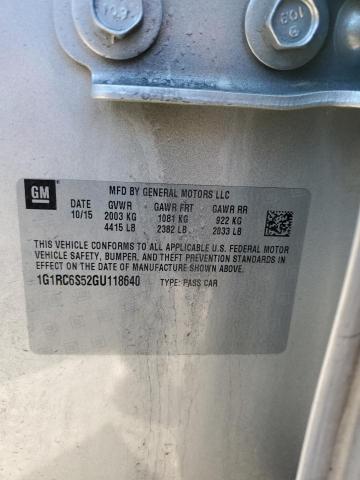 10.9
GM
MFD BY GENERAL MOTORS LLC
DATE GVWR GAWR FRT GAWR RR
10/15 2003 KG 1081 KG 922 KG
4415 LB 2382 LB 2033 LB
THIS VEHICLE CONFORMS TO ALL APPLICABLE U.S. FEDERAL MOTOR
VEHICLE SAFETY, BUMPER, AND THEFT PREVENTION STANDARDS IN
EFFECT ON THE DATE OF MANUFACTURE SHOWN ABOVE.
1G1RC6S52GU118640 TYPE: PASS CAR